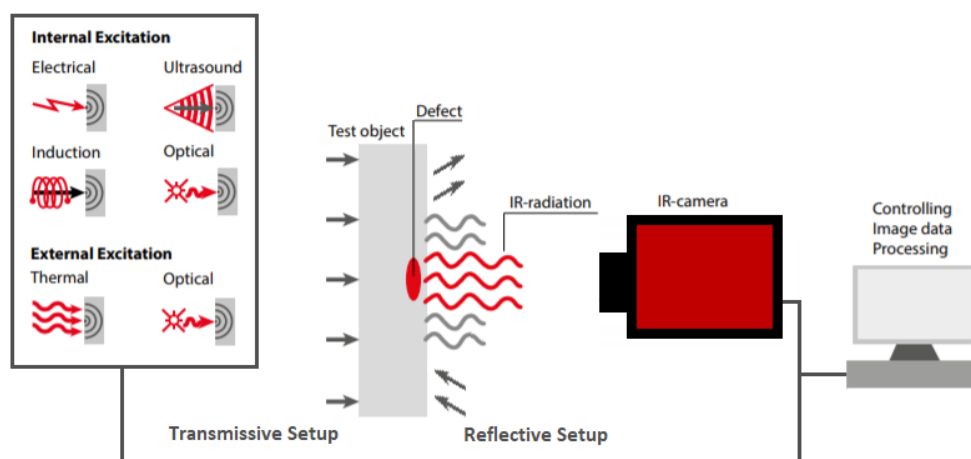 Internal Excitation
Electrical
Ultrasound
Induction
Optical
External Excitation
Thermal
Optical
Defect
Test object
IR-radiation
IR-camera
Controlling
Image data
Processing
Transmissive Setup
Reflective Setup